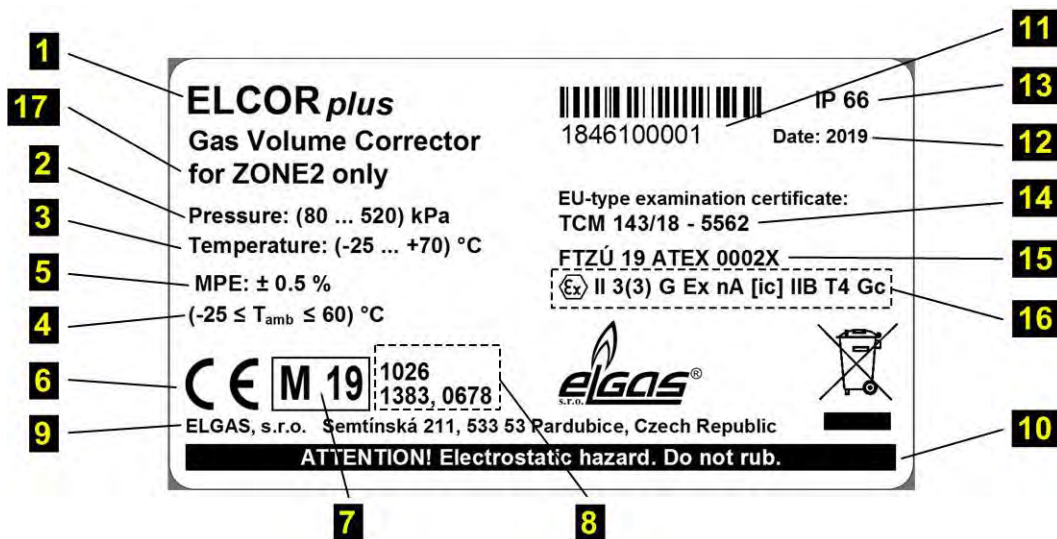 1
17
2
3
5
4
6
9
7
8
11
13
12
14
15
16
10
ELCOR plus
Gas Volume Corrector
for ZONE2 only
Pressure: (80 ... 520) kPa
Temperature: (-25 ... +70) °C
MPE: ± 0.5 %
(-25 ≤ Tamb ≤ 60) °C
CE M 19 1026
1383, 0678
1846100001
IP 66
Date: 2019
EU-type examination certificate:
TCM 143/18 - 5562
FTZÚ 19 ATEX 0002X
Ex II 3(3) G Ex nA [ic] IIB T4 Gc
elgas®
s.r.o.
ELGAS, s.r.o. Semtínská 211, 533 53 Pardubice, Czech Republic
ATTENTION! Electrostatic hazard. Do not rub.